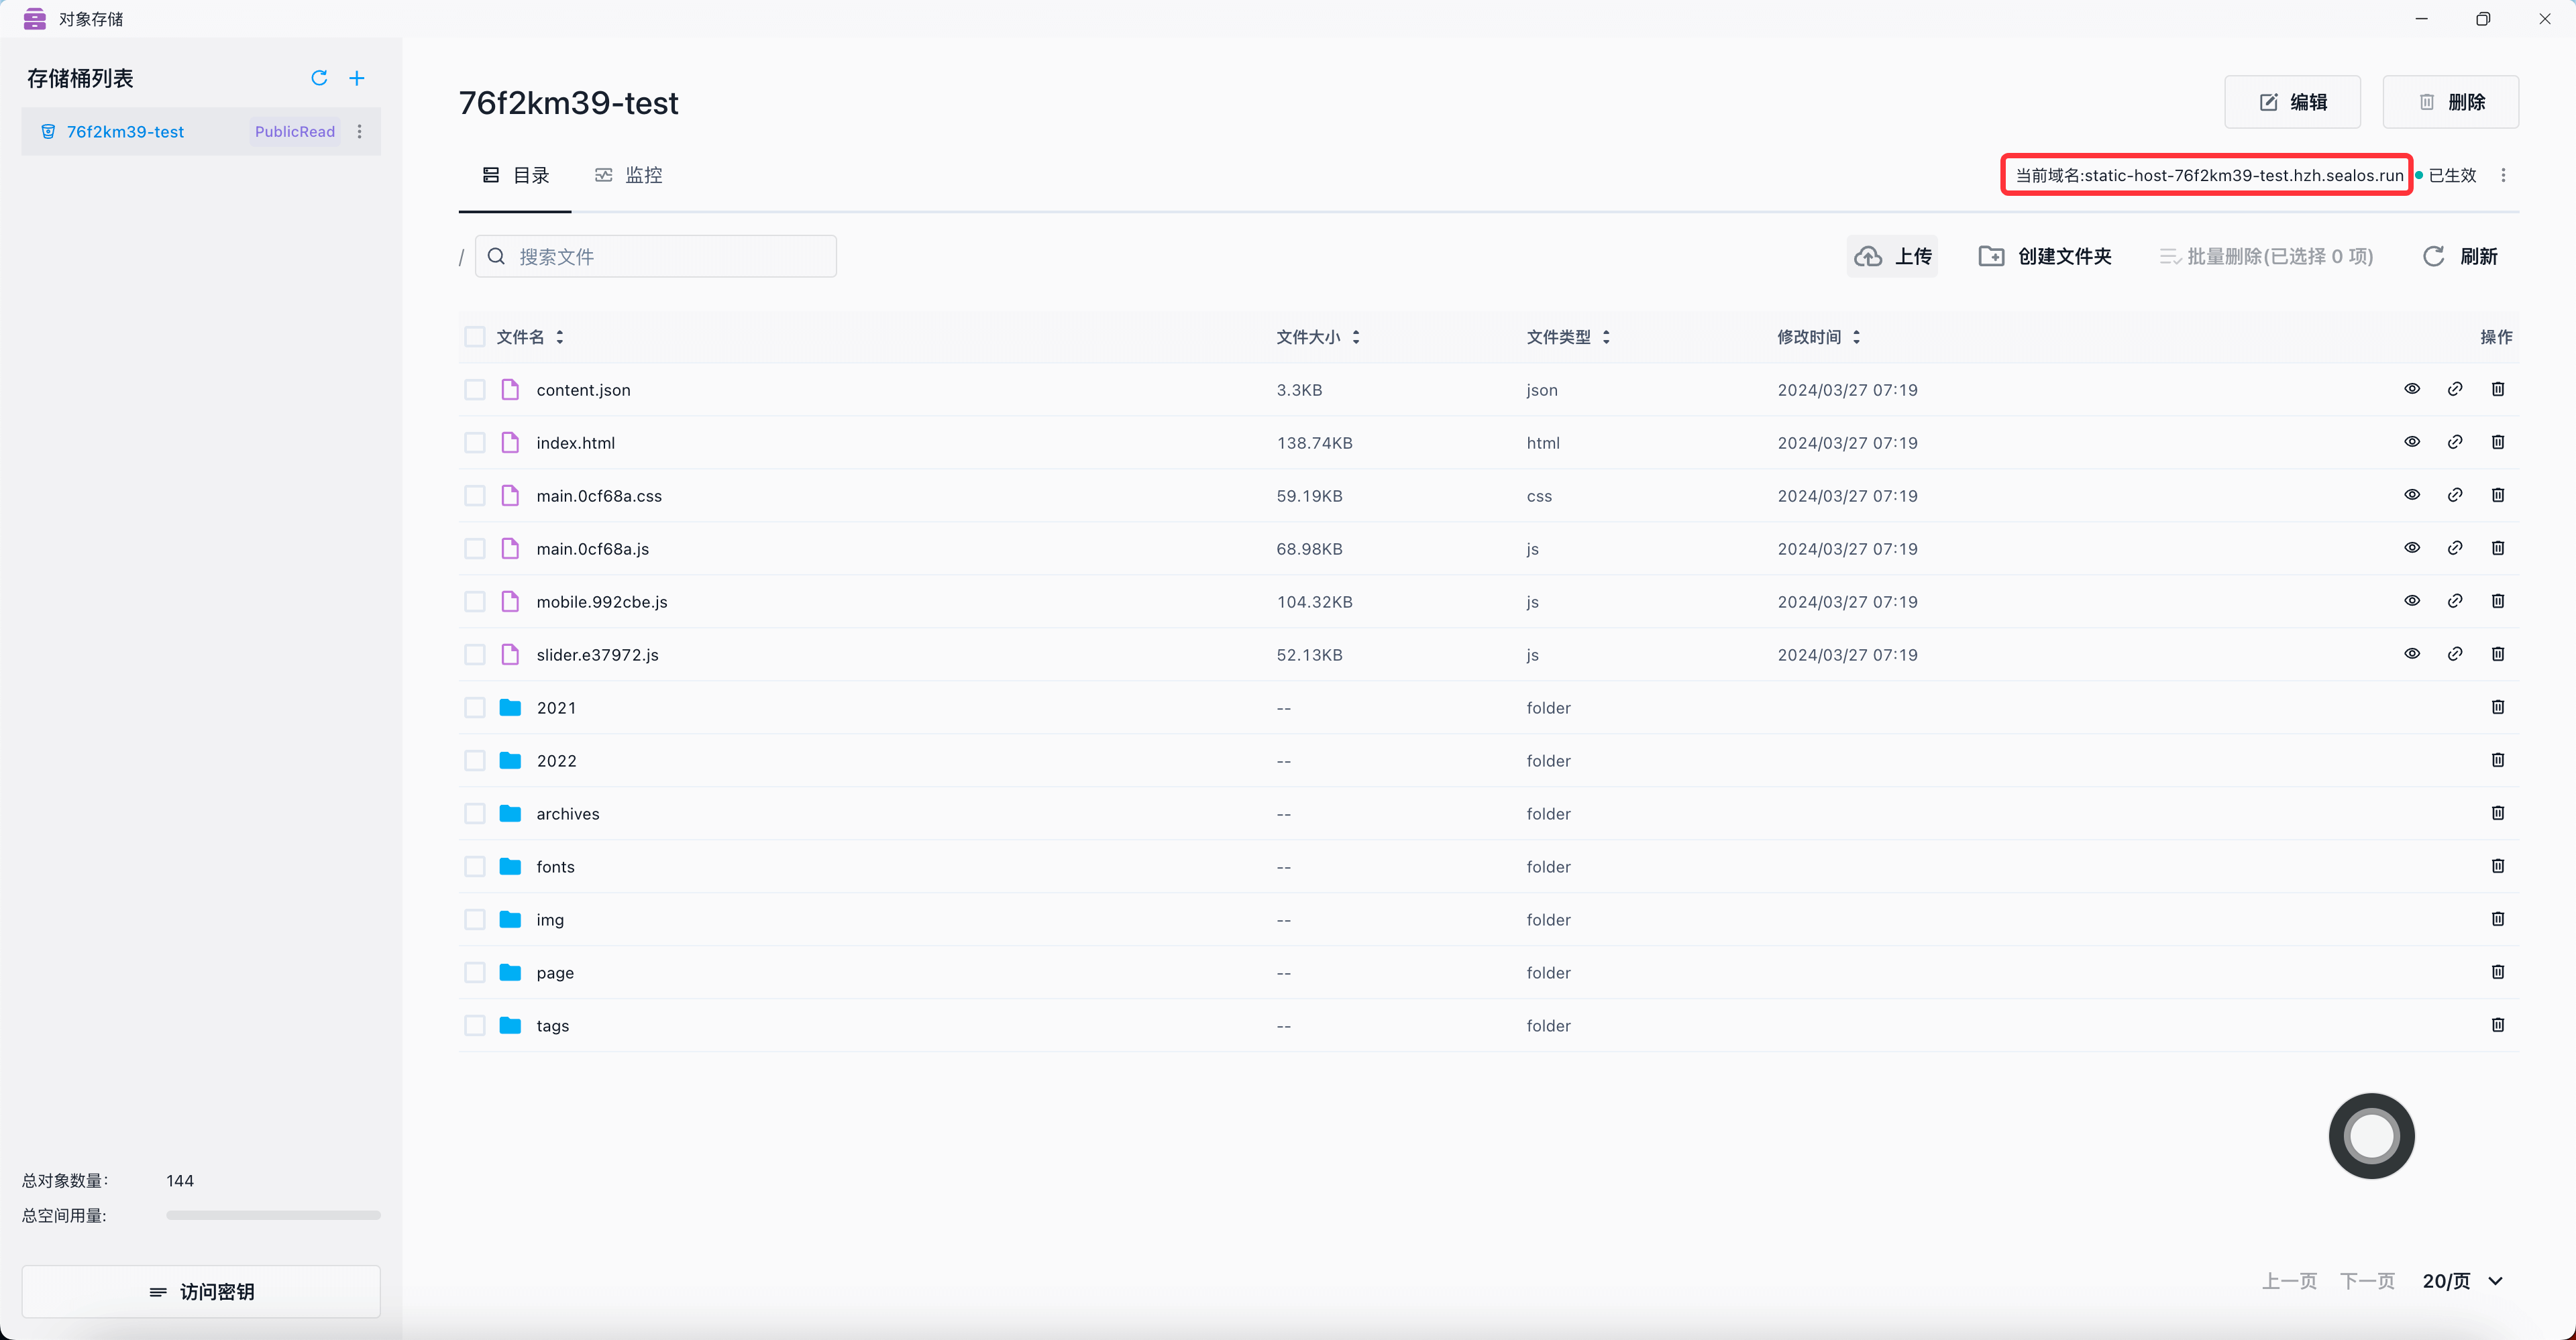 对象存储
存储桶列表
76f2km39-test PublicRead
76f2km39-test
编辑 删除
目录 监控
当前域名:static-host-76f2km39-test.hzh.sealos.run 已生效
/ 搜索文件
上传 创建文件夹 批量删除(已选择 0 项) 刷新
文件名 文件大小 文件类型 修改时间 操作
content.json 3.3KB json 2024/03/27 07:19
index.html 138.74KB html 2024/03/27 07:19
main.0cf68a.css 59.19KB css 2024/03/27 07:19
main.0cf68a.js 68.98KB js 2024/03/27 07:19
mobile.992cbe.js 104.32KB js 2024/03/27 07:19
slider.e37972.js 52.13KB js 2024/03/27 07:19
2021 -- folder
2022 -- folder
archives -- folder
fonts -- folder
img -- folder
page -- folder
tags -- folder
总对象数量: 144
总空间用量:
访问密钥
上一页 下一页 20/页